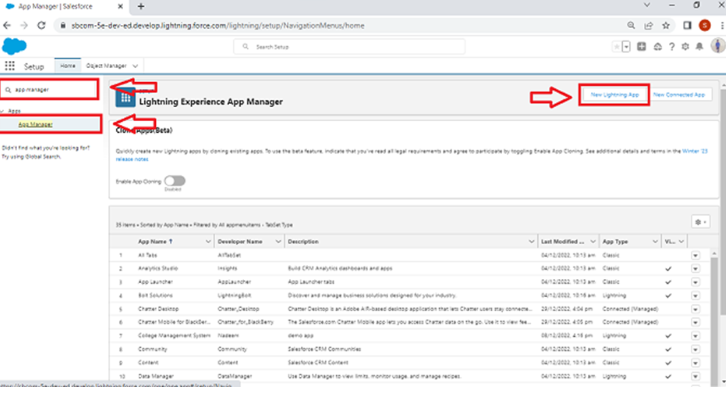 App Manager | Salesforce
sbcom-5e-dev-ed.develop.lightning.force.com/lightning/setup/NavigationMenus/home
S
Search Setup
Setup
Home
Object Manager
app manager
Apps
App Manager
Didn't find what you're looking for?
Try using Global Search.
Lightning Experience App Manager
New Lightning App
New Connected App
Clone Apps (Beta)
Quickly create new Lightning apps by cloning existing apps. To use the beta feature, indicate that you've read all legal requirements and agree to participate by toggling Enable App Cloning. See additional details and terms in the Winter '23
release notes
Enable App Cloning
Disabled
items • Sorted by App Name • Filtered by All appmenuitems - TabSet Type
App Name ↑ Developer Name Description Last Modified ... App Type Vi...
1 All Tabs AllTabSet 04/12/2022, 10:13 am Classic
2 Analytics Studio Insights Build CRM Analytics dashboards and apps 04/12/2022, 10:13 am Classic
3 App Launcher AppLauncher App Launcher tabs 04/12/2022, 10:13 am Classic
4 Bolt Solutions LightningBolt Discover and manage business solutions designed for your industry. 04/12/2022, 10:16 am Lightning
5 Chatter Desktop Chatter_Desktop Chatter Desktop is an Adobe AIR-based desktop application that lets Chatter users stay connecte... 28/12/2022, 4:04 pm Connected (Managed)
6 Chatter Mobile for BlackBer... Chatter_for_BlackBerry The Salesforce.com Chatter Mobile app lets you access Chatter data on the go. Use it to view fee... 28/12/2022, 4:05 pm Connected (Managed)
7 College Management System Nadeem demo app 06/12/2022, 4:16 pm Lightning
8 Community Community Salesforce CRM Communities 04/12/2022, 10:13 am Classic
9 Content Content Salesforce CRM Content 04/12/2022, 10:13 am Classic
10 Data Manager DataManager Use Data Manager to view limits, monitor usage, and manage recipes. 04/12/2022, 10:13 am Lightning